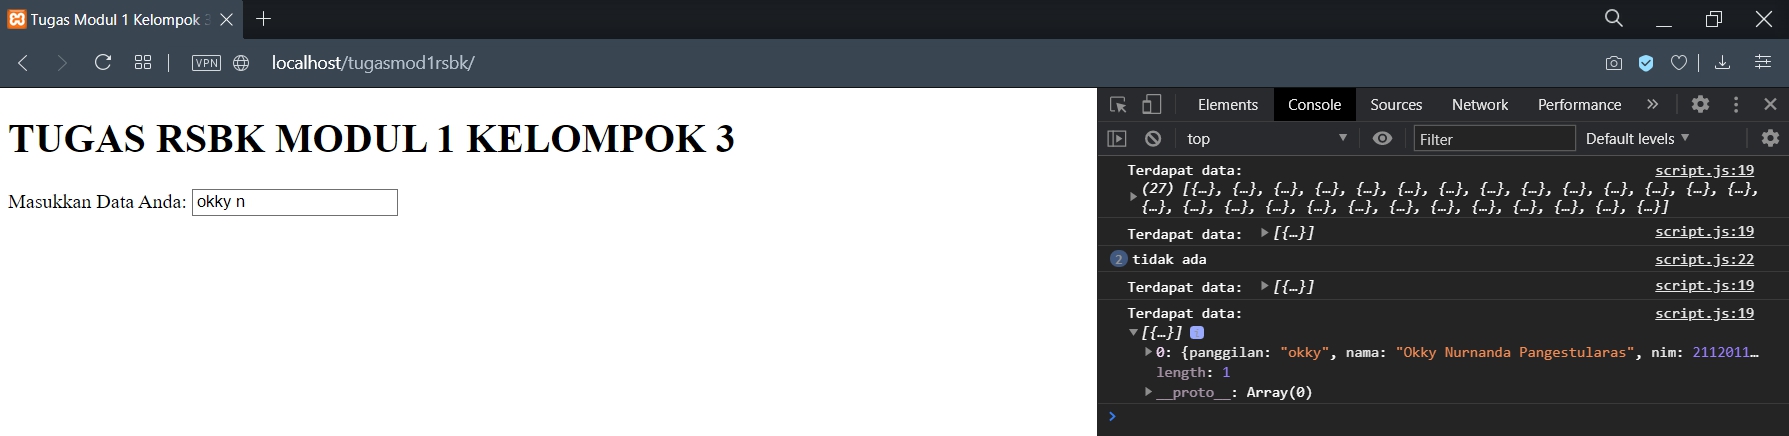 Tugas Modul 1 Kelompok 3
VPN localhost/tugasmod1rsbk/
TUGAS RSBK MODUL 1 KELOMPOK 3
Masukkan Data Anda: okky n
Elements Console Sources Network Performance »
top Filter Default levels
Terdapat data: script.js:19
(27) [{…}, {…}, {…}, {…}, {…}, {…}, {…}, {…}, {…}, {…}, {…}, {…}, {…}, {…},
{…}, {…}, {…}, {…}, {…}, {…}, {…}, {…}, {…}, {…}, {…}, {…}, {…}]
Terdapat data: [{…}] script.js:19
2 tidak ada script.js:22
Terdapat data: [{…}] script.js:19
Terdapat data: script.js:19
[{…}] i
0: {panggilan: "okky", nama: "Okky Nurnanda Pangestularas", nim: 2112011…
length: 1
__proto__: Array(0)